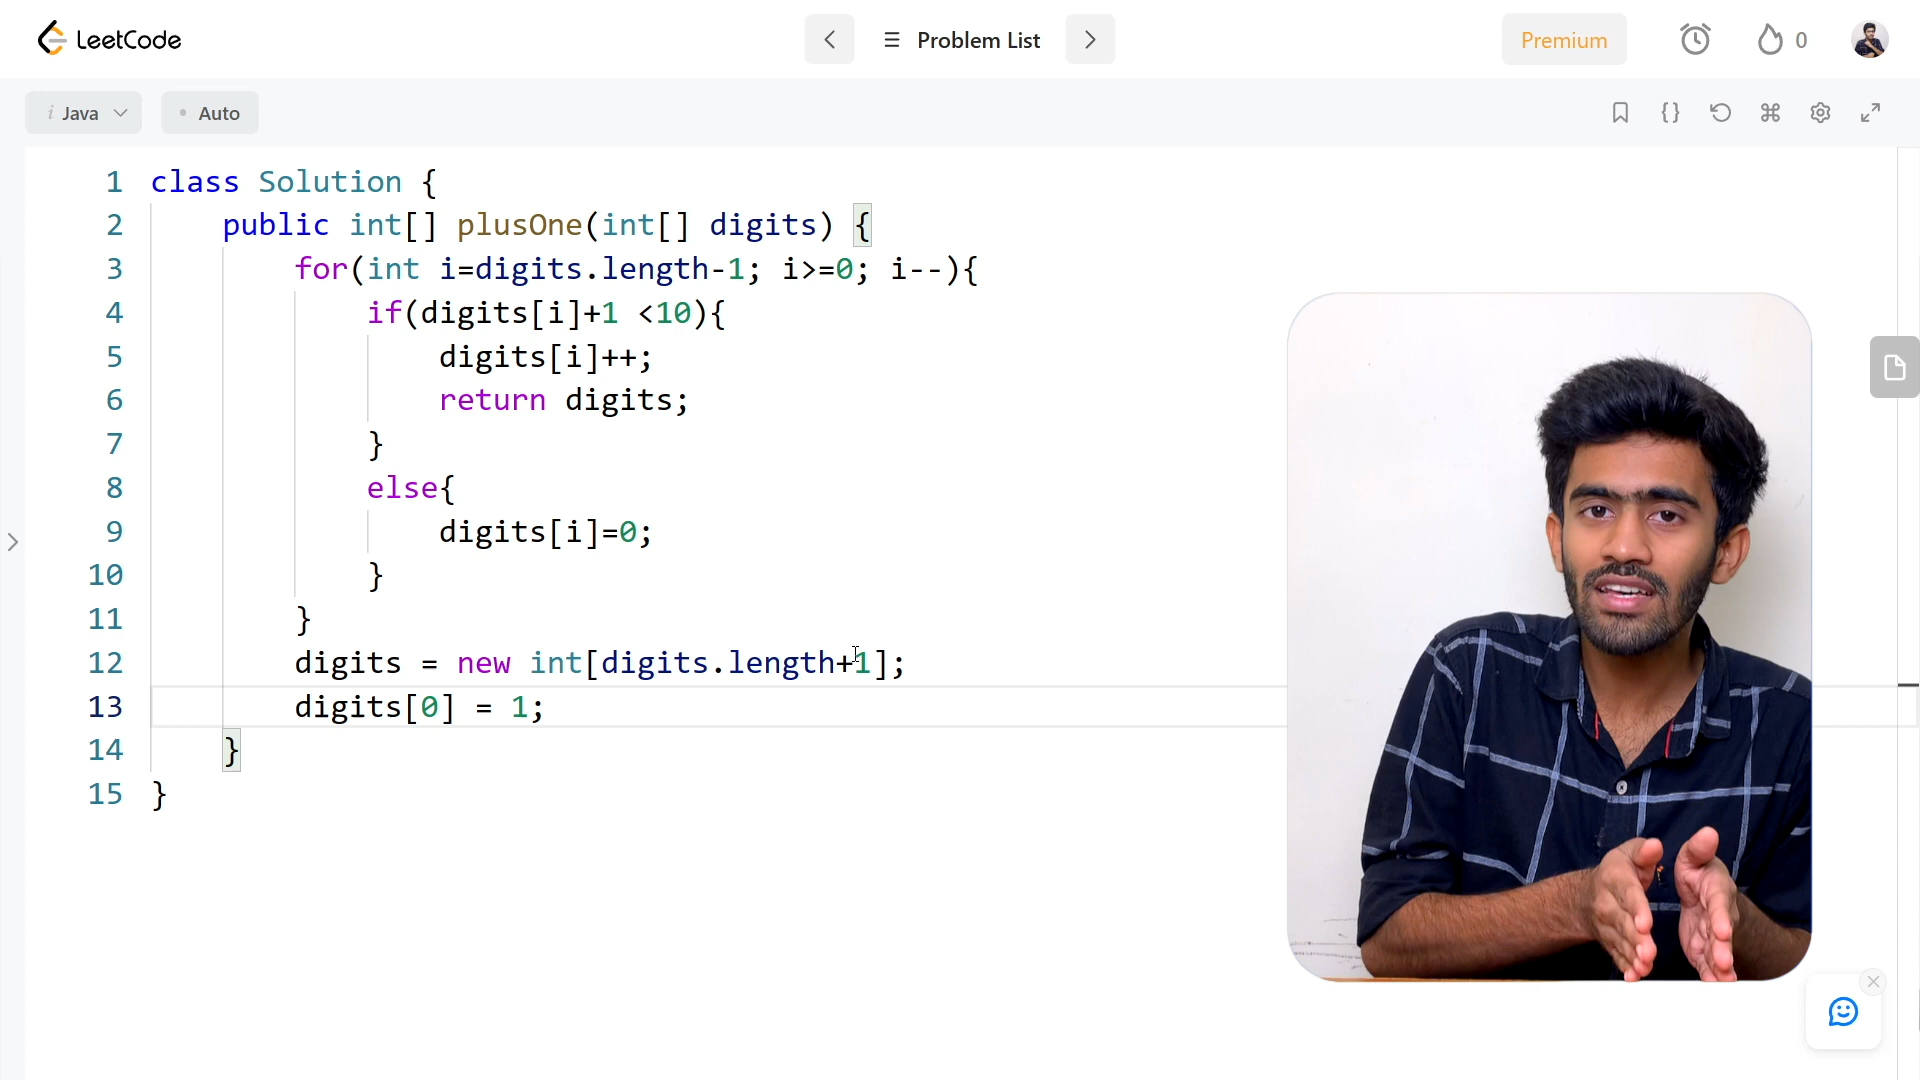 LeetCode
Problem List
Premium
0
Java
Auto
1 class Solution {
2 public int[] plusOne(int[] digits) {
3 for(int i=digits.length-1; i>=0; i--){
4 if(digits[i]+1 <10){
5 digits[i]++;
6 return digits;
7 }
8 else{
9 digits[i]=0;
10 }
11 }
12 digits = new int[digits.length+1];
13 digits[0] = 1;
14 }
15 }